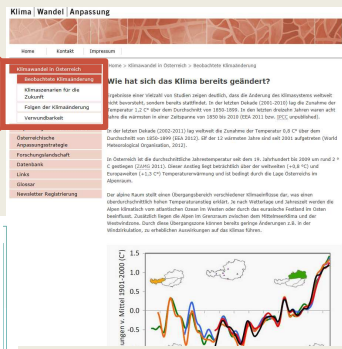 Klima | Wandel | Anpassung
Home Kontakt Impressum
Klimawandel in Österreich
Beobachtete Klimaänderung
Klimaszenarien für die
Zukunft
Folgen der Klimaänderung
Verwundbarkeit
Österreichische
Anpassungsstrategie
Forschungslandschaft
Datenbank
Links
Glossar
Newsletter Registrierung
Home > Klimawandel in Österreich > Beobachtete Klimaänderung
Wie hat sich das Klima bereits geändert?
Ergebnisse einer Vielzahl von Studien zeigen deutlich, dass die Änderung des Klimasystems weltweit
nicht bevorsteht, sondern bereits stattfindet. In der letzten Dekade (2001-2010) lag die Zunahme der
Temperatur 1,2 C° über dem Durchschnitt von 1850-1899. In den letzten dreizehn Jahren waren acht
Jahre die wärmsten in einer Zeitspanne von 1850 bis 2010 (EEA 2011 bzw. IPCC unpublished).
In der letzten Dekade (2002-2011) lag weltweit die Zunahme der Temperatur 0,8 C° über dem
Durchschnitt von 1850-1899 (EEA 2012). Elf der 12 wärmsten Jahre sind seit 2001 aufgetreten (World
Meteorological Organisation, 2012).
In Österreich ist die durchschnittliche Jahrestemperatur seit dem 19. Jahrhundert bis 2009 um rund 2 °
C gestiegen (ZAMG 2011). Dieser Anstieg liegt beträchtlich über der weltweiten (+0,8 °C) und
Europaweiten (+1,3 C°) Temperaturerwärmung und ist bedingt durch die Lage Österreichs im
Alpenraum.
Der alpine Raum stellt einen Übergangsbereich verschiedener Klimaeinflüsse dar, was einen
überdurchschnittlich hohen Temperaturanstieg erklärt. Je nach Wetterlage und Jahreszeit werden die
Alpen klimatisch vom atlantischen Ozean im Westen oder durch das eurasische Festland im Osten
beeinflusst. Zusätzlich liegen die Alpen im Grenzraum zwischen dem Mittelmeerklima und der
Westwindzone. Durch diese Übergangszone können bereits geringe Änderungen z.B. in der
Windzirkulation, zu erheblichen Auswirkungen auf das Klima führen.
ungen v. Mittel 1901-2000 (C°)
1.5
1.0
0.5
0.0
-0.5